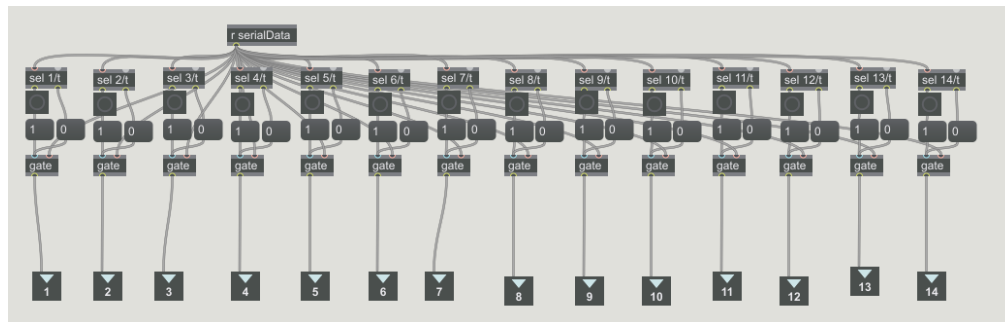 r serialData
sel 1/t sel 2/t sel 3/t sel 4/t sel 5/t sel 6/t sel 7/t sel 8/t sel 9/t sel 10/t sel 11/t sel 12/t sel 13/t sel 14/t
1 0 1 0 1 0 1 0 1 0 1 0 1 0 1 0 1 0 1 0 1 0 1 0 1 0 1 0
gate gate gate gate gate gate gate gate gate gate gate gate gate gate
1 2 3 4 5 6 7 8 9 10 11 12 13 14